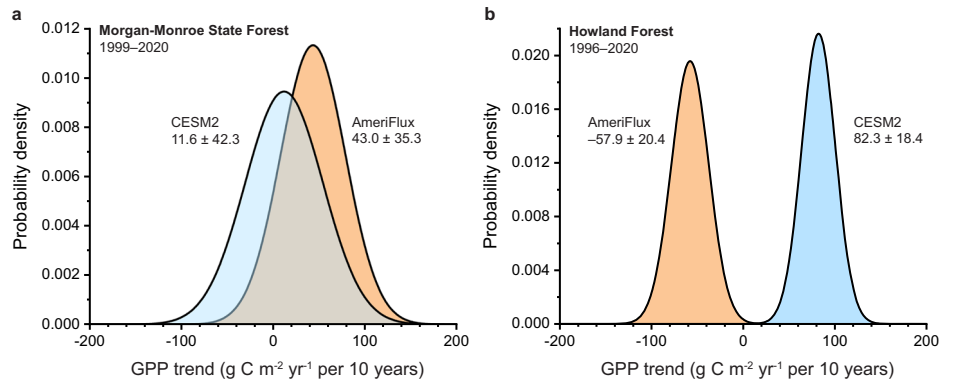 a
Morgan-Monroe State Forest
1999–2020
CESM2
11.6 ± 42.3
AmeriFlux
43.0 ± 35.3
Probability density
0.012
0.010
0.008
0.006
0.004
0.002
0.000
-200
-100
0
100
200
GPP trend (g C m-2 yr-1 per 10 years)
b
Howland Forest
1996–2020
AmeriFlux
–57.9 ± 20.4
CESM2
82.3 ± 18.4
Probability density
0.020
0.016
0.012
0.008
0.004
0.000
-200
-100
0
100
200
GPP trend (g C m-2 yr-1 per 10 years)